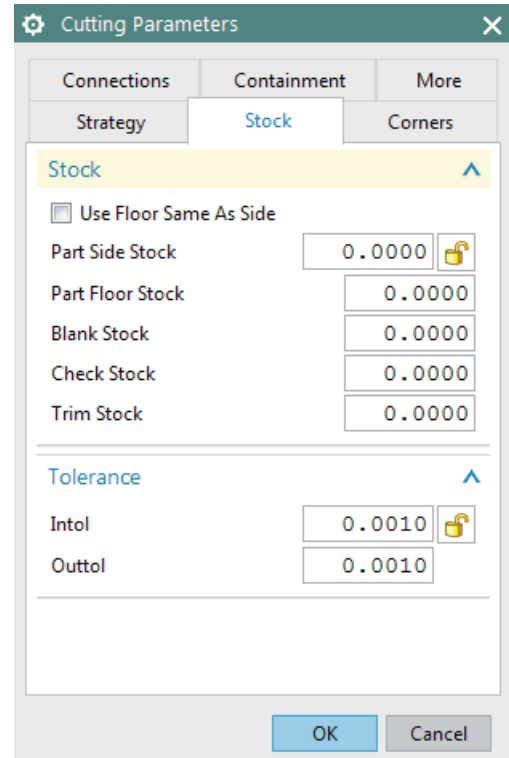 Cutting Parameters
Connections Containment More
Strategy Stock Corners
Stock
Use Floor Same As Side
Part Side Stock 0.0000
Part Floor Stock 0.0000
Blank Stock 0.0000
Check Stock 0.0000
Trim Stock 0.0000
Tolerance
Intol 0.0010
Outtol 0.0010
OK Cancel